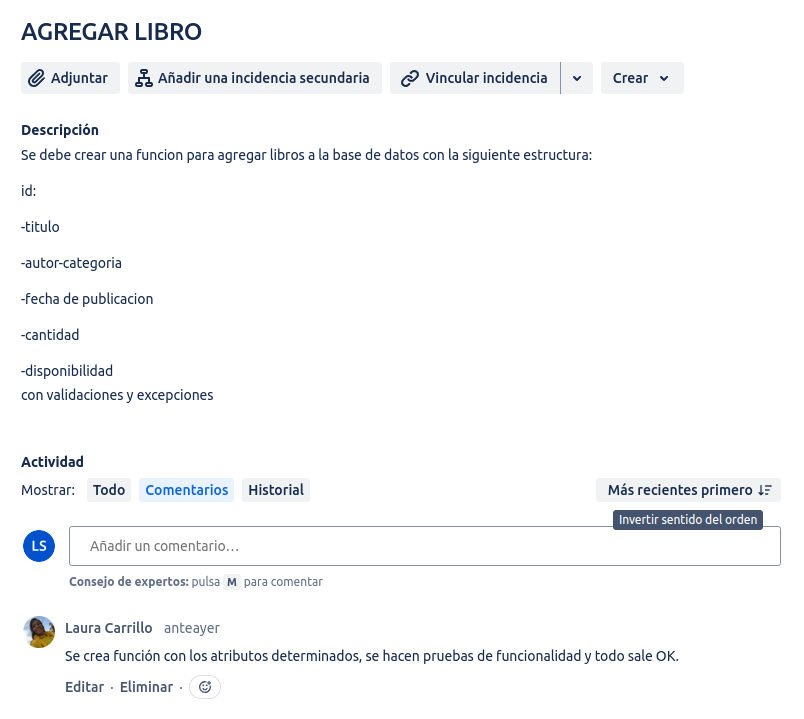 AGREGAR LIBRO
Adjuntar Añadir una incidencia secundaria Vincular incidencia Crear
Descripción
Se debe crear una funcion para agregar libros a la base de datos con la siguiente estructura:
id:
-titulo
-autor-categoria
-fecha de publicacion
-cantidad
-disponibilidad
con validaciones y excepciones
Actividad
Mostrar: Todo Comentarios Historial Más recientes primero
Invertir sentido del orden
LS Añadir un comentario…
Consejo de expertos: pulsa M para comentar
Laura Carrillo anteayer
Se crea función con los atributos determinados, se hacen pruebas de funcionalidad y todo sale OK.
Editar · Eliminar ·